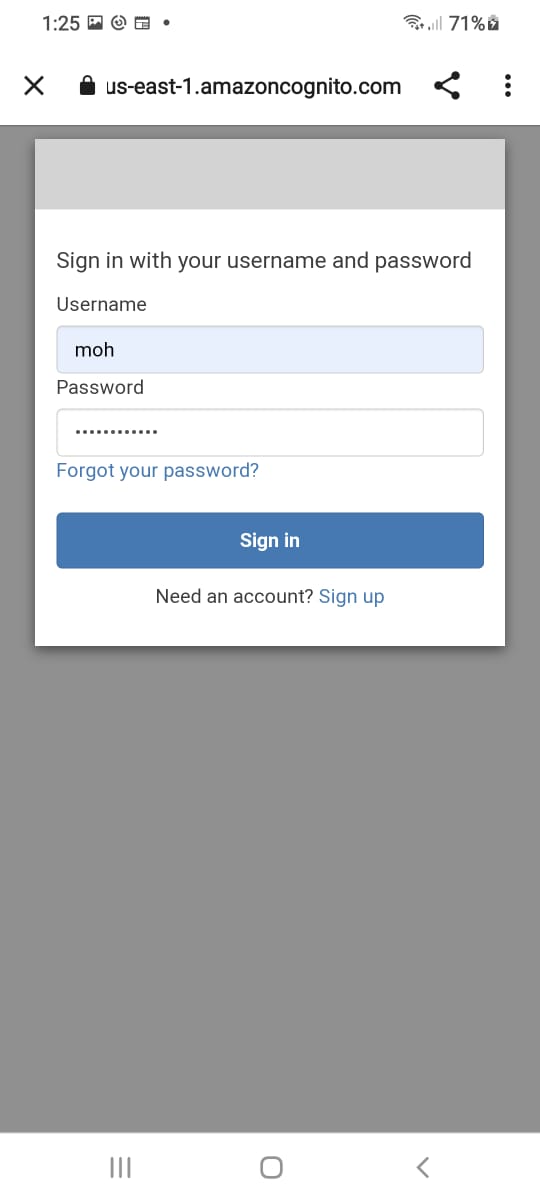 1:25 71%
us-east-1.amazoncognito.com
Sign in with your username and password
Username
moh
Password
••••••••••••
Forgot your password?
Sign in
Need an account? Sign up